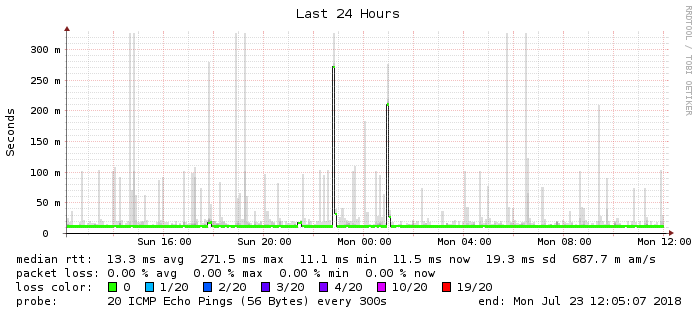 Last 24 Hours
RRDTOOL / TOBI OETIKER
Seconds
300 m
250 m
200 m
150 m
100 m
50 m
0
Sun 16:00 Sun 20:00 Mon 00:00 Mon 04:00 Mon 08:00 Mon 12:00
median rtt: 13.3 ms avg 271.5 ms max 11.1 ms min 11.5 ms now 19.3 ms sd 687.7 m am/s
packet loss: 0.00 % avg 0.00 % max 0.00 % min 0.00 % now
loss color: 0 1/20 2/20 3/20 4/20 10/20 19/20
probe: 20 ICMP Echo Pings (56 Bytes) every 300s end: Mon Jul 23 12:05:07 2018